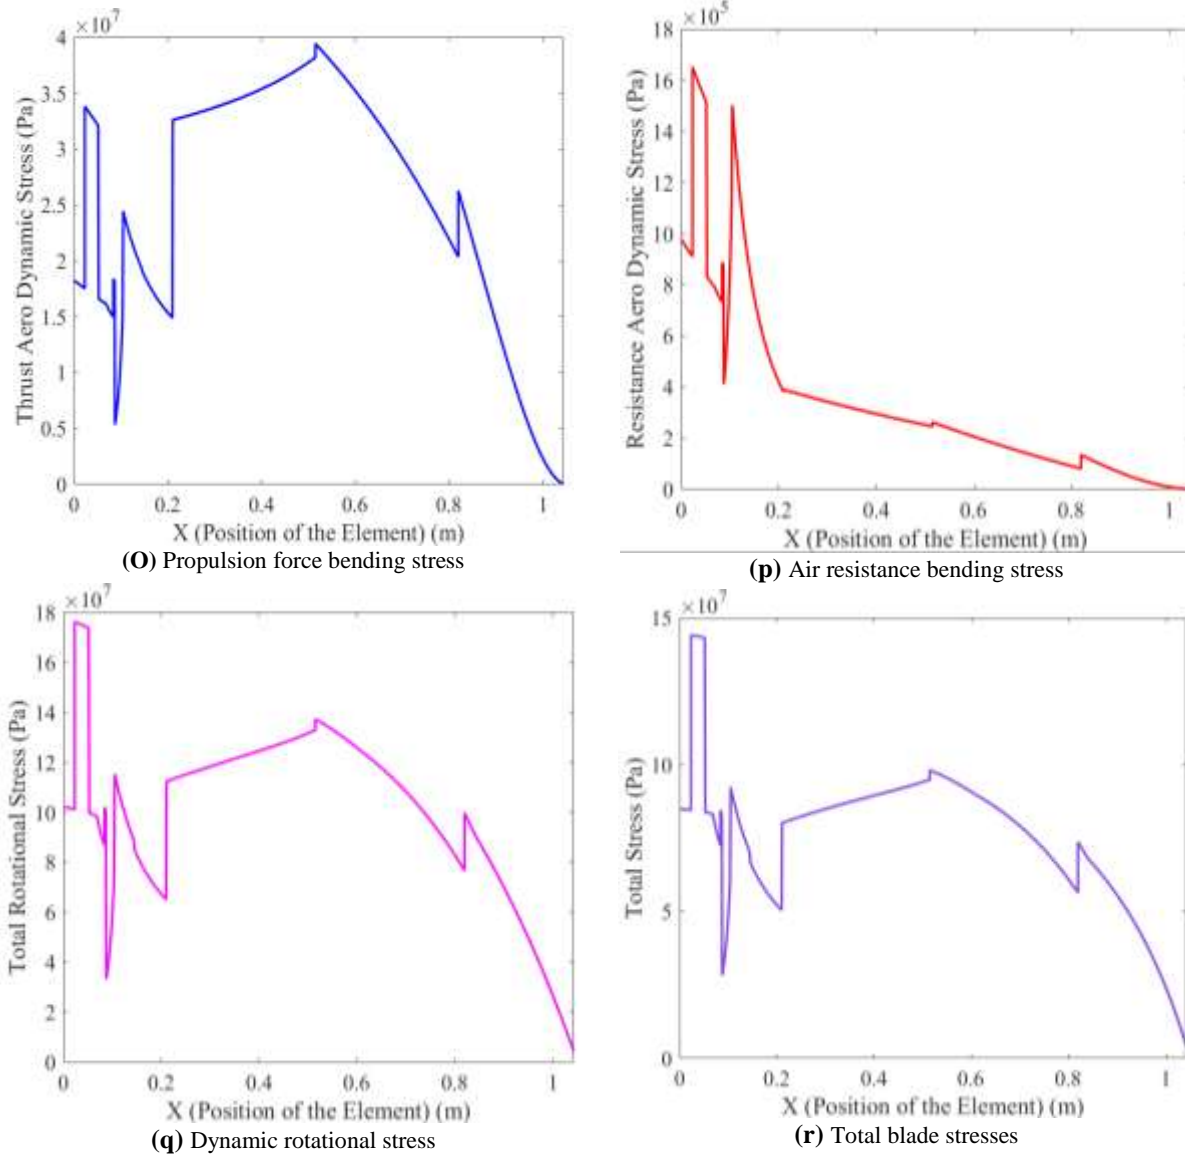 ×10⁷
4
3.5
3
2.5
2
1.5
1
0.5
0
Thrust Aero Dynamic Stress (Pa)
0 0.2 0.4 0.6 0.8 1
X (Position of the Element) (m)
(O) Propulsion force bending stress
×10⁵
18
16
14
12
10
8
6
4
2
0
Resistance Aero Dynamic Stress (Pa)
0 0.2 0.4 0.6 0.8 1
X (Position of the Element) (m)
(p) Air resistance bending stress
×10⁷
18
16
14
12
10
8
6
4
2
0
Total Rotational Stress (Pa)
0 0.2 0.4 0.6 0.8 1
X (Position of the Element) (m)
(q) Dynamic rotational stress
×10⁷
15
10
5
0
Total Stress (Pa)
0 0.2 0.4 0.6 0.8 1
X (Position of the Element) (m)
(r) Total blade stresses